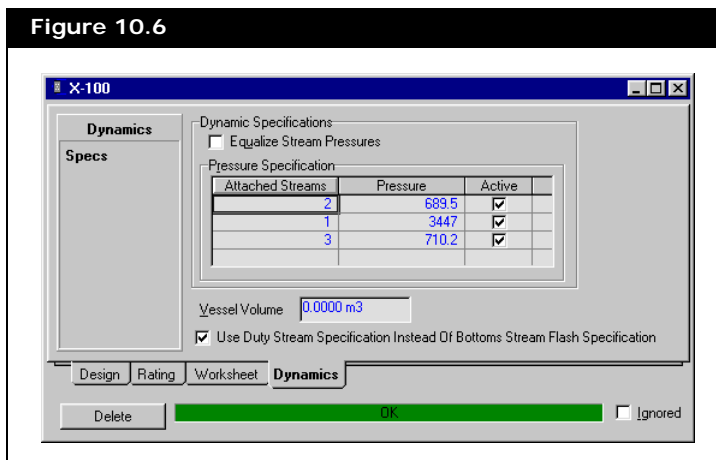 Figure 10.6
X-100
Dynamics
Specs
Dynamic Specifications
Equalize Stream Pressures
Pressure Specification
Attached Streams Pressure Active
2 689.5
1 3447
3 710.2
Vessel Volume 0.0000 m3
Use Duty Stream Specification Instead Of Bottoms Stream Flash Specification
Design Rating Worksheet Dynamics
Delete OK Ignored